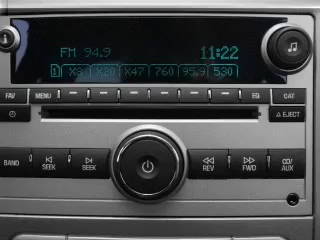 FM 94.9 11:22
1 X8 X20 X47 760 95.9 530
FAV MENU EQ CAT
EJECT
BAND SEEK SEEK REV FWD CD/AUX